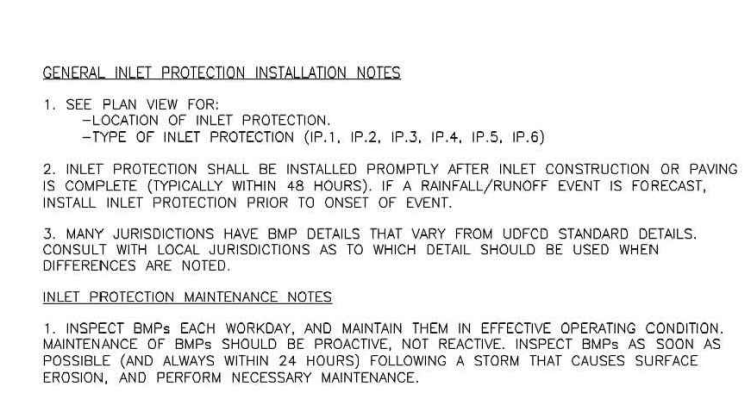 GENERAL INLET PROTECTION INSTALLATION NOTES
1. SEE PLAN VIEW FOR:
-LOCATION OF INLET PROTECTION.
-TYPE OF INLET PROTECTION (IP.1, IP.2, IP.3, IP.4, IP.5, IP.6)
2. INLET PROTECTION SHALL BE INSTALLED PROMPTLY AFTER INLET CONSTRUCTION OR PAVING
IS COMPLETE (TYPICALLY WITHIN 48 HOURS). IF A RAINFALL/RUNOFF EVENT IS FORECAST,
INSTALL INLET PROTECTION PRIOR TO ONSET OF EVENT.
3. MANY JURISDICTIONS HAVE BMP DETAILS THAT VARY FROM UDFCD STANDARD DETAILS.
CONSULT WITH LOCAL JURISDICTIONS AS TO WHICH DETAIL SHOULD BE USED WHEN
DIFFERENCES ARE NOTED.
INLET PROTECTION MAINTENANCE NOTES
1. INSPECT BMPs EACH WORKDAY, AND MAINTAIN THEM IN EFFECTIVE OPERATING CONDITION.
MAINTENANCE OF BMPs SHOULD BE PROACTIVE, NOT REACTIVE. INSPECT BMPs AS SOON AS
POSSIBLE (AND ALWAYS WITHIN 24 HOURS) FOLLOWING A STORM THAT CAUSES SURFACE
EROSION, AND PERFORM NECESSARY MAINTENANCE.